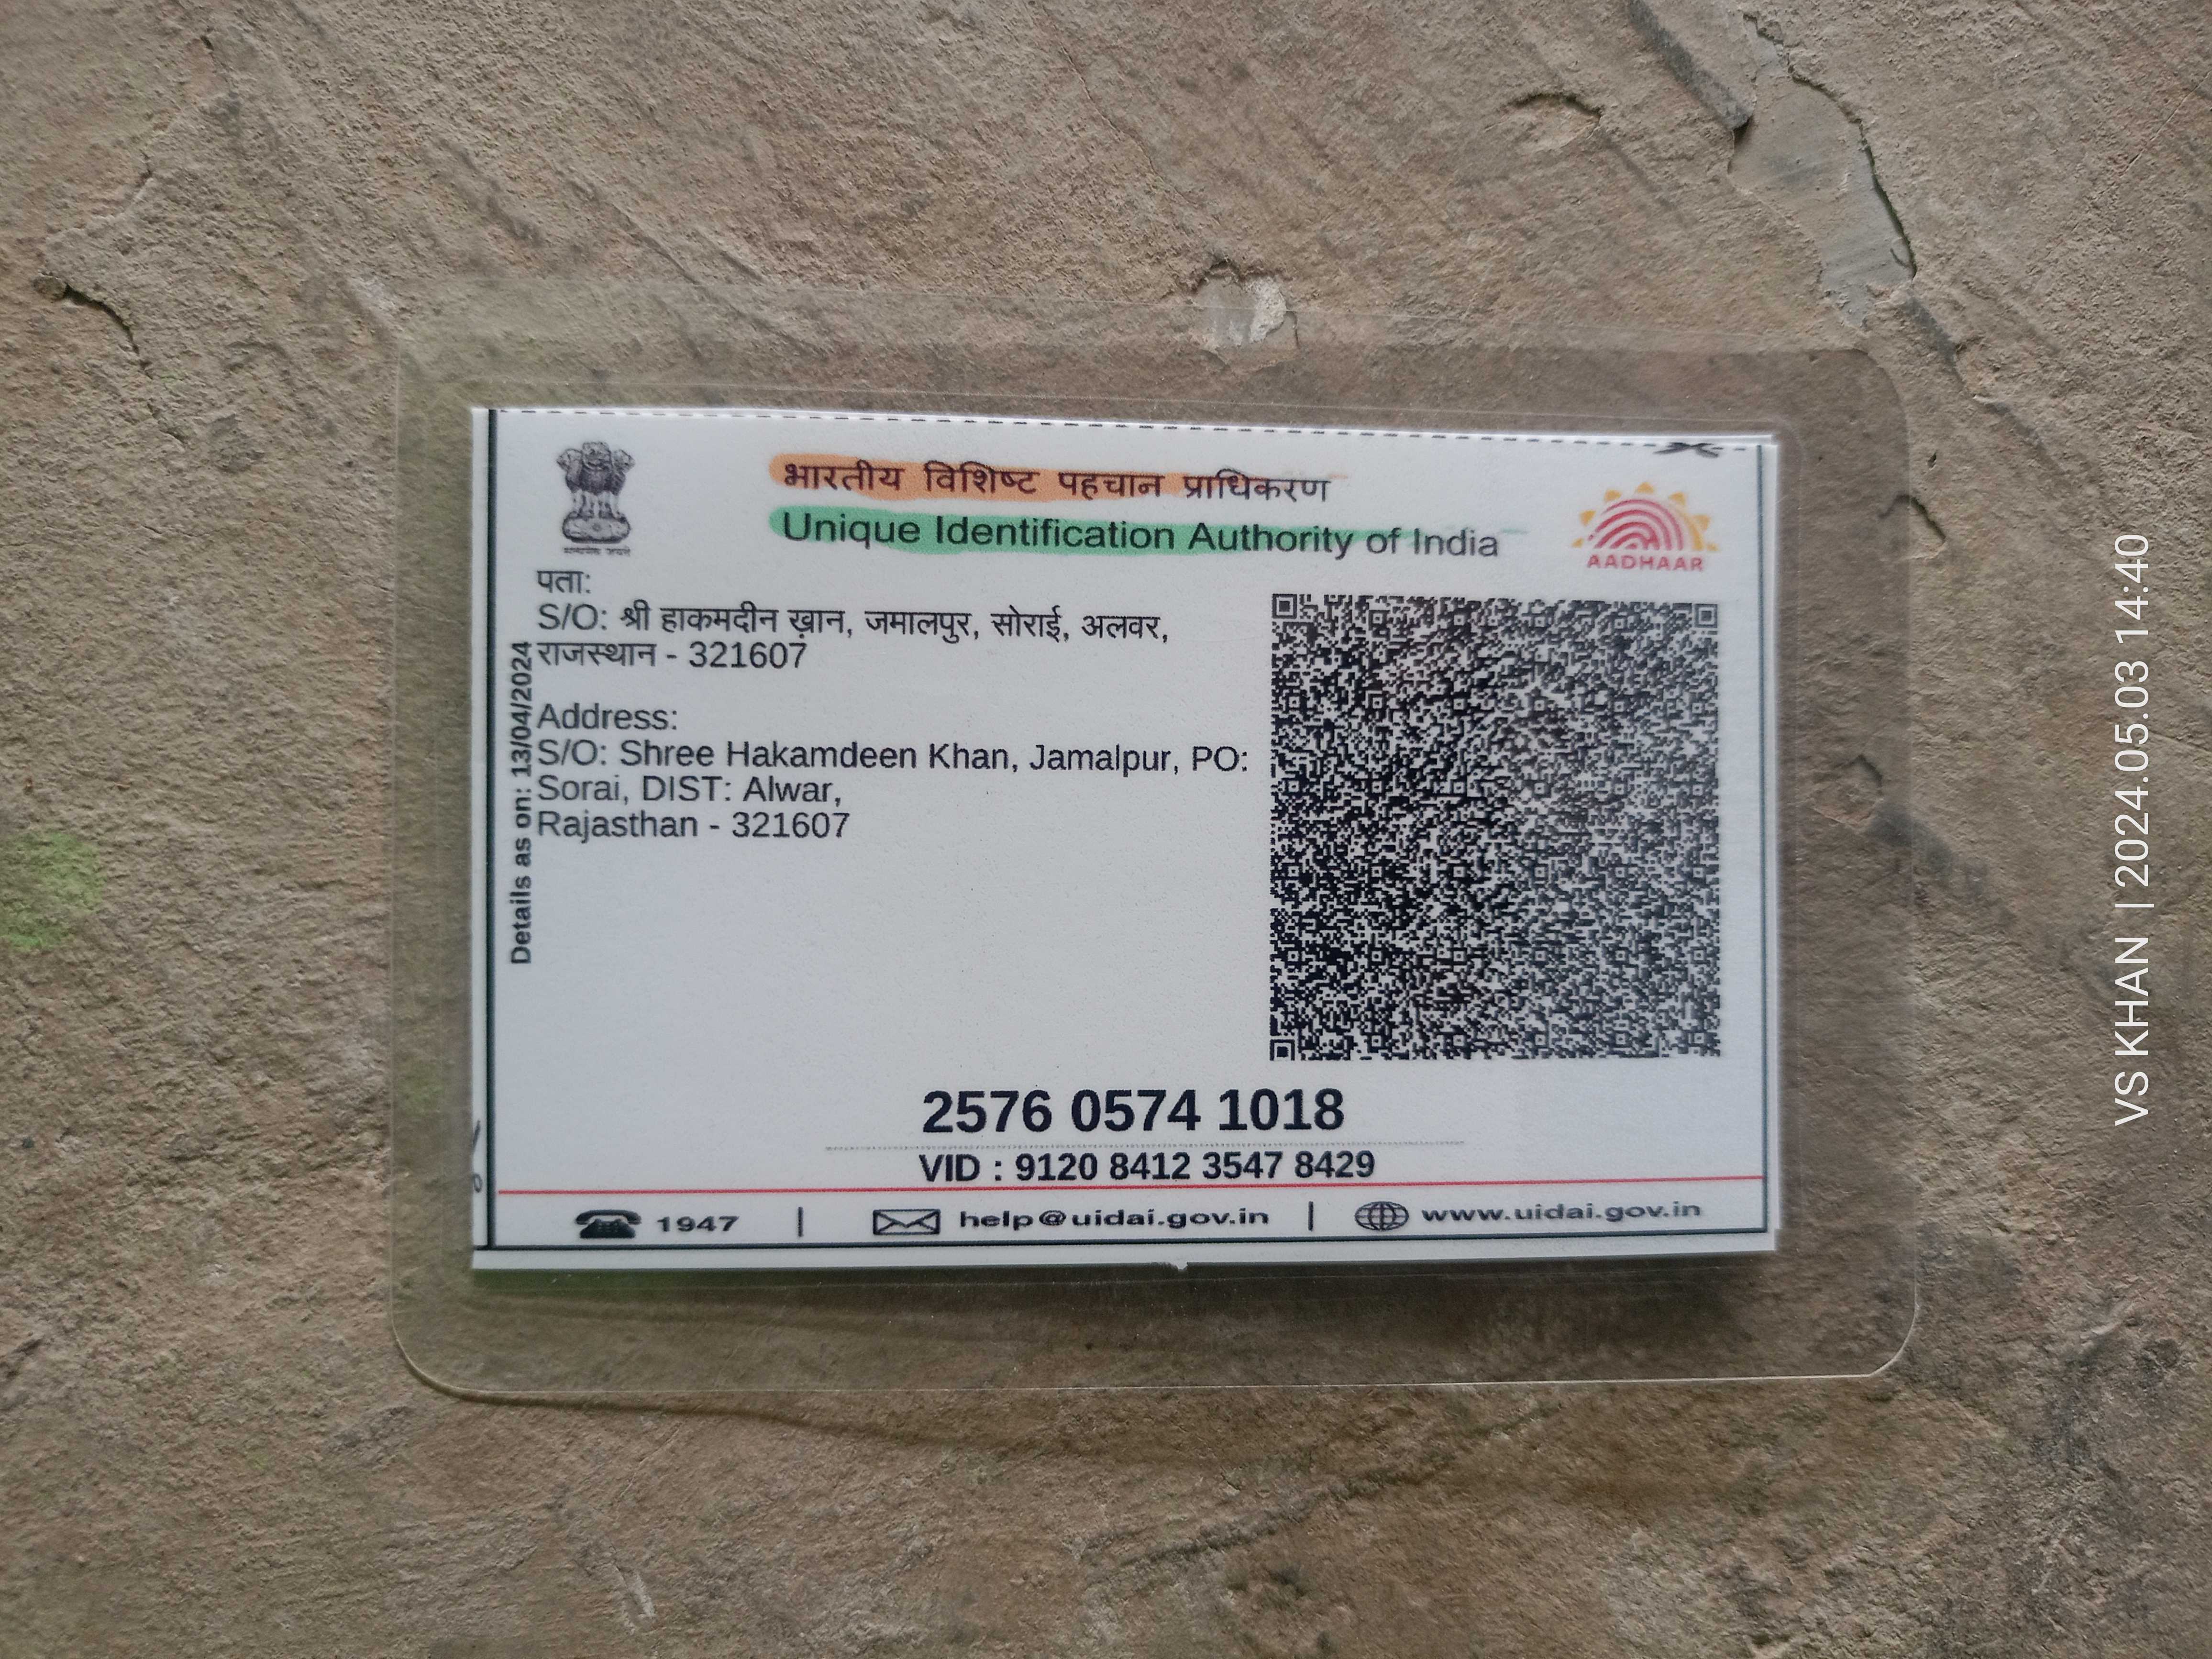 भारतीय विशिष्ट पहचान प्राधिकरण
Unique Identification Authority of India
AADHAAR
सत्यमेव जयते
पता:
S/O: श्री हाकमदीन ख़ान, जमालपुर, सोराई, अलवर,
राजस्थान - 321607
Address:
S/O: Shree Hakamdeen Khan, Jamalpur, PO:
Sorai, DIST: Alwar,
Rajasthan - 321607
Details as on: 13/04/2024
2576 0574 1018
VID : 9120 8412 3547 8429
1947 | help@uidai.gov.in | www.uidai.gov.in
VS KHAN | 2024.05.03 14:40